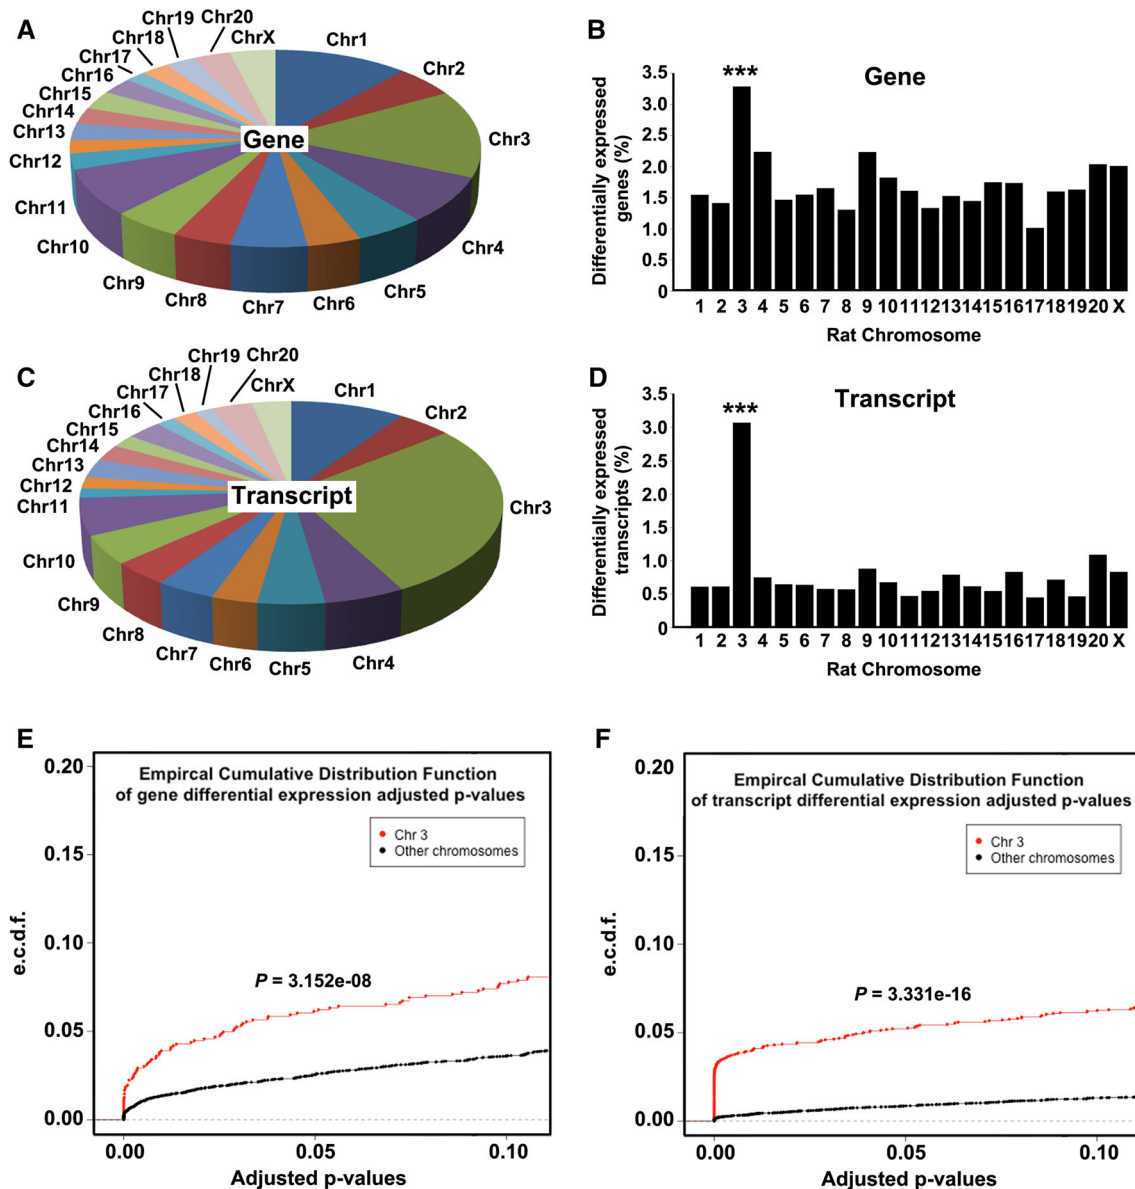 A
Chr19
Chr20
ChrX
Chr1
Chr18
Chr17
Chr2
Chr16
Chr15
Chr14
Chr3
Chr13
Gene
Chr12
Chr11
Chr10
Chr4
Chr9
Chr5
Chr8
Chr6
Chr7
B
Gene
***
Differentially expressed
genes (%)
3.5
3.0
2.5
2.0
1.5
1.0
0.5
0
1 2 3 4 5 6 7 8 9 10 11 12 13 14 15 16 17 18 19 20 X
Rat Chromosome
C
Chr19
Chr20
Chr18
ChrX
Chr1
Chr17
Chr2
Chr16
Chr15
Chr14
Chr13
Chr12
Transcript
Chr3
Chr11
Chr10
Chr9
Chr8
Chr4
Chr7
Chr6
Chr5
D
Transcript
***
Differentially expressed
transcripts (%)
3.5
3.0
2.5
2.0
1.5
1.0
0.5
0
1 2 3 4 5 6 7 8 9 10 11 12 13 14 15 16 17 18 19 20 X
Rat Chromosome
E
Empircal Cumulative Distribution Function
of gene differential expression adjusted p-values
Chr 3
Other chromosomes
P = 3.152e-08
e.c.d.f.
0.20
0.15
0.10
0.05
0.00
0.00 0.05 0.10
Adjusted p-values
F
Empircal Cumulative Distribution Function
of transcript differential expression adjusted p-values
Chr 3
Other chromosomes
P = 3.331e-16
e.c.d.f.
0.20
0.15
0.10
0.05
0.00
0.00 0.05 0.10
Adjusted p-values